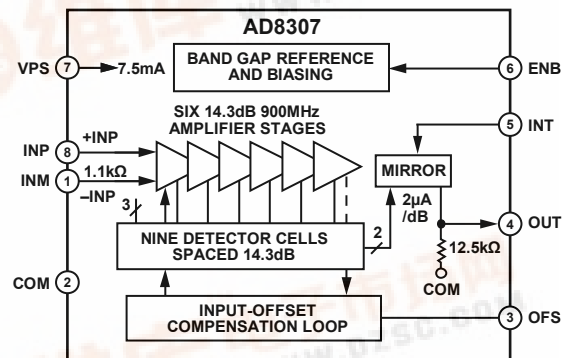 AD8307
VPS 7 7.5mA
BAND GAP REFERENCE
AND BIASING
6 ENB
SIX 14.3dB 900MHz
AMPLIFIER STAGES
5 INT
INP 8 +INP
INM 1 1.1kΩ
–INP
MIRROR
3
2µA
/dB
2
4 OUT
NINE DETECTOR CELLS
SPACED 14.3dB
12.5kΩ
COM
COM 2
INPUT-OFFSET
COMPENSATION LOOP
3 OFS